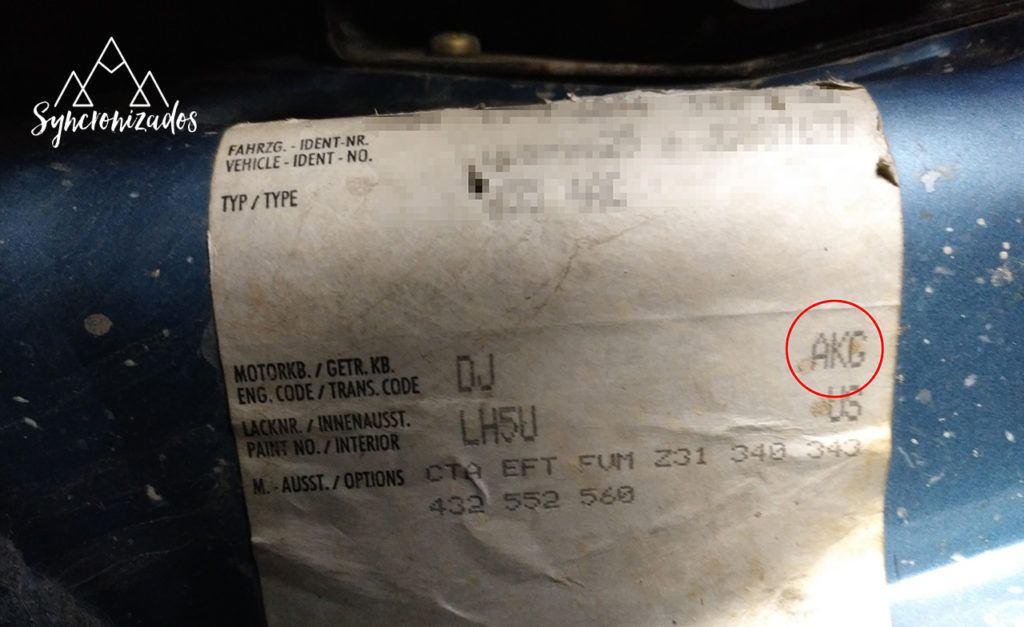 Syncronizados
FAHRZG. - IDENT-NR.
VEHICLE - IDENT - NO.
TYP / TYPE
MOTORKB. / GETR. KB.
ENG. CODE / TRANS. CODE
DJ
AKG
LACKNR. / INNENAUSST.
PAINT NO. / INTERIOR
LH5U
US
M. - AUSST. / OPTIONS
CTA EFT FVM Z31 340 343
432 552 560